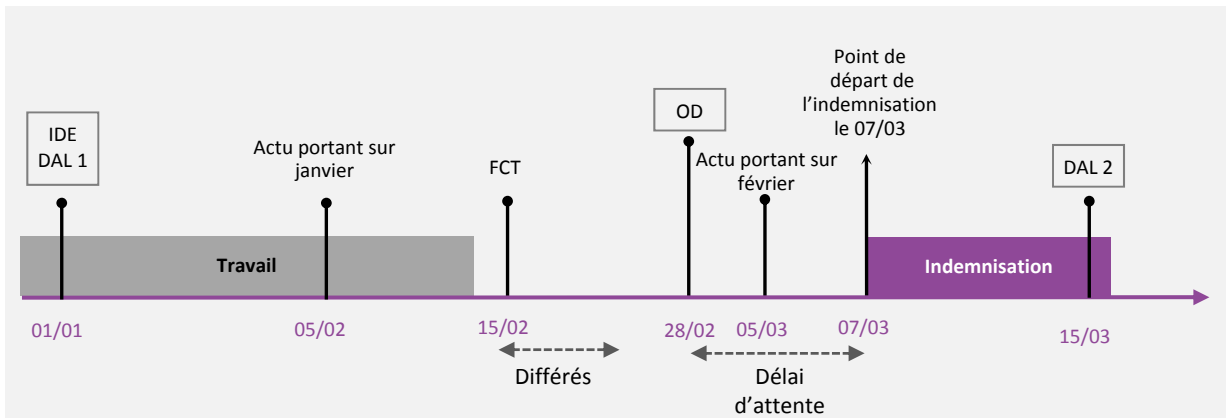 Point de
départ de
l'indemnisation
le 07/03
IDE
DAL 1
Actu portant sur
janvier
FCT
OD
Actu portant sur
février
DAL 2
Travail
Indemnisation
01/01
05/02
15/02
28/02
05/03
07/03
15/03
Différés
Délai
d'attente